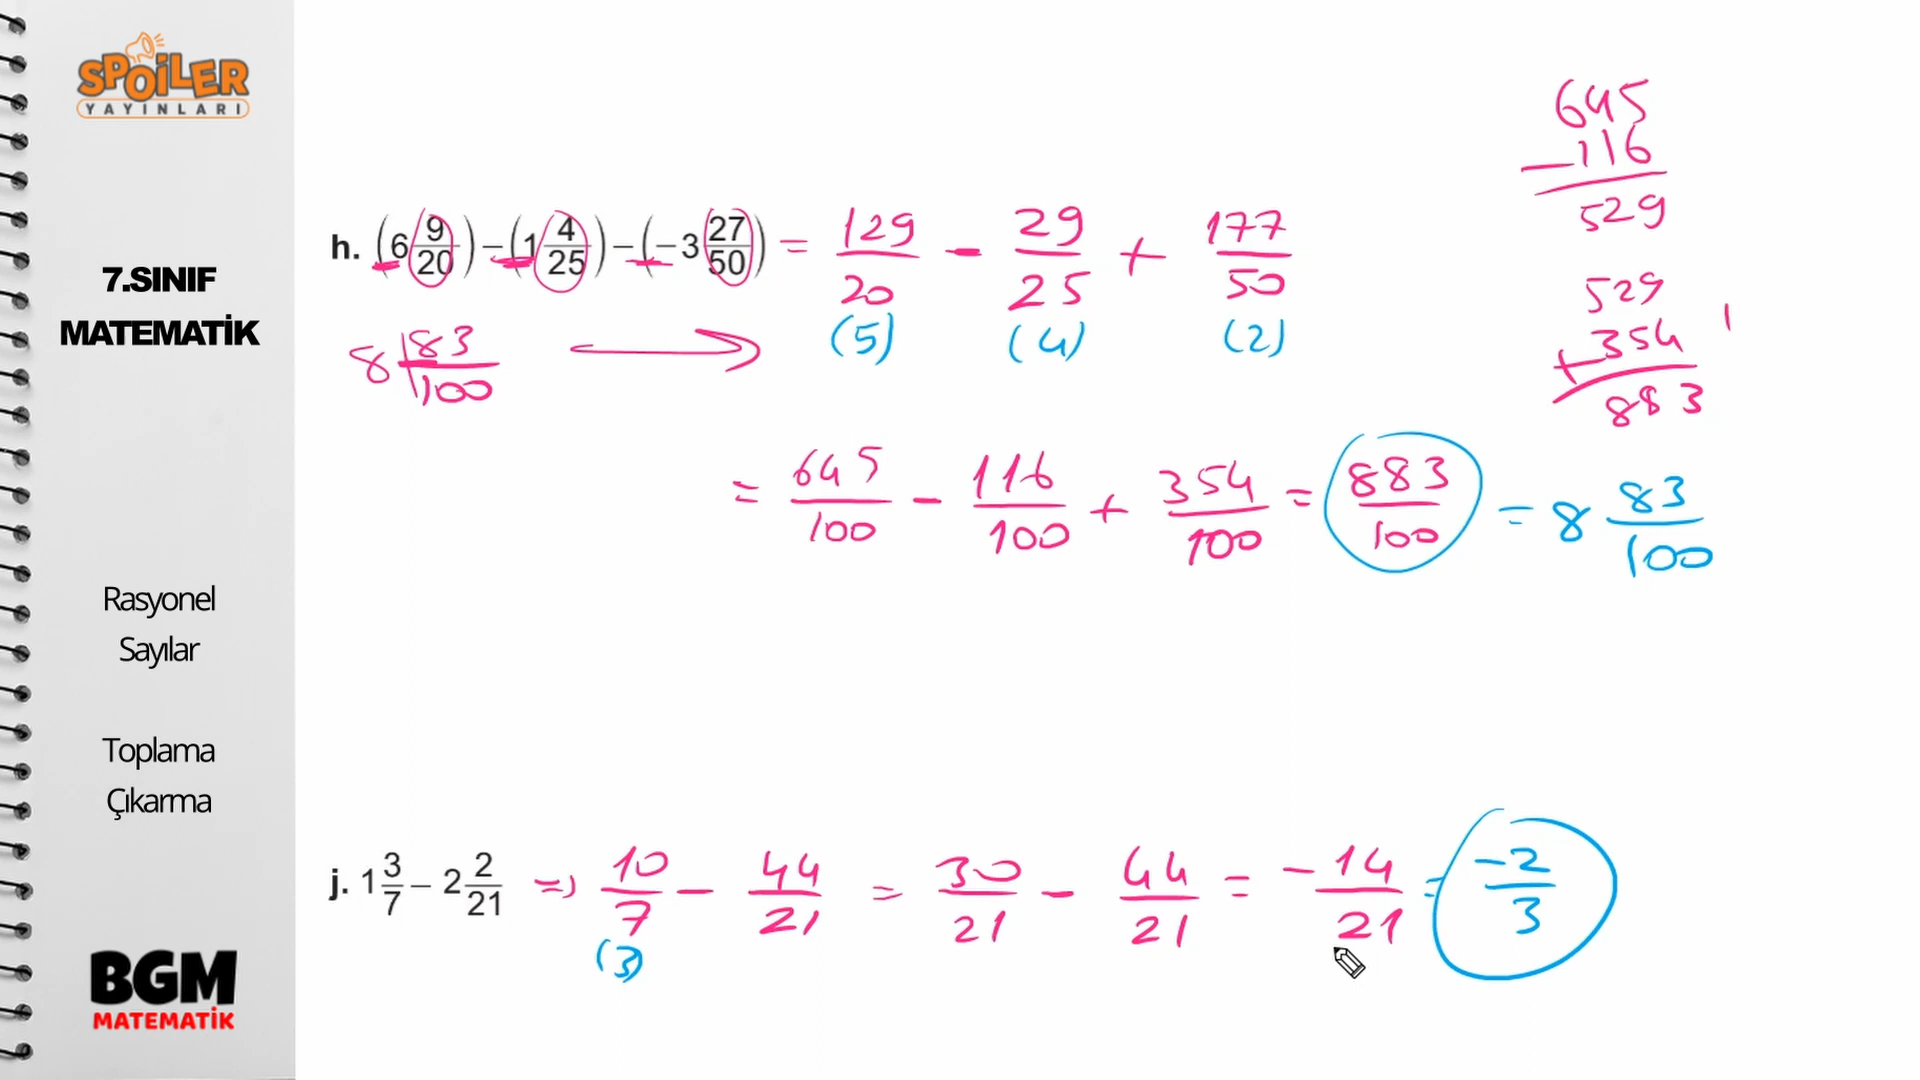 SPOiLER
YAYINLARI
7.SINIF
MATEMATİK
Rasyonel
Sayılar
Toplama
Çıkarma
BGM
MATEMATİK
h. (6 9/20) − (1 4/25) − (− 3 27/50) = 129/20 − 29/25 + 177/50
(5) (4) (2)
8 83/100
= 645/100 − 116/100 + 354/100 = 883/100 = 8 83/100
645
− 116
529
529
+ 354
883
j. 1 3/7 − 2 2/21 => 10/7 − 44/21 = 30/21 − 44/21 = −14/21 = −2/3
(3)